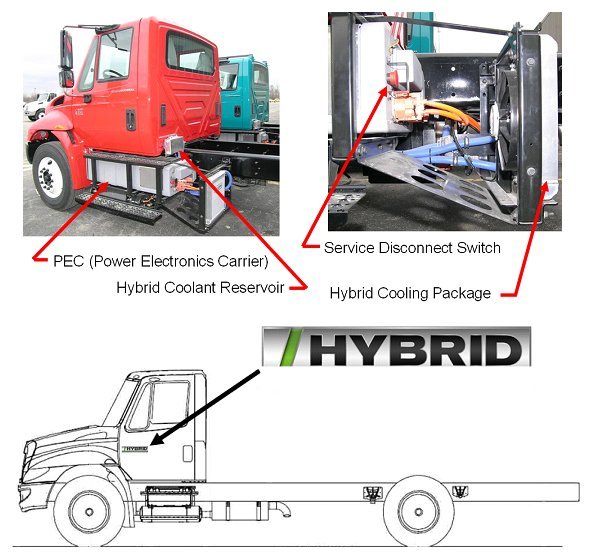 PEC (Power Electronics Carrier)
Hybrid Coolant Reservoir
Service Disconnect Switch
Hybrid Cooling Package
HYBRID
HYBRID